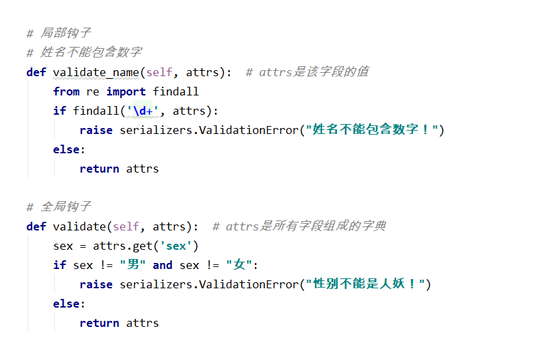 # 局部钩子
# 姓名不能包含数字
def validate_name(self, attrs):  # attrs是该字段的值
    from re import findall
    if findall('\d+', attrs):
        raise serializers.ValidationError("姓名不能包含数字！")
    else:
        return attrs

# 全局钩子
def validate(self, attrs):  # attrs是所有字段组成的字典
    sex = attrs.get('sex')
    if sex != "男" and sex != "女":
        raise serializers.ValidationError("性别不能是人妖！")
    else:
        return attrs